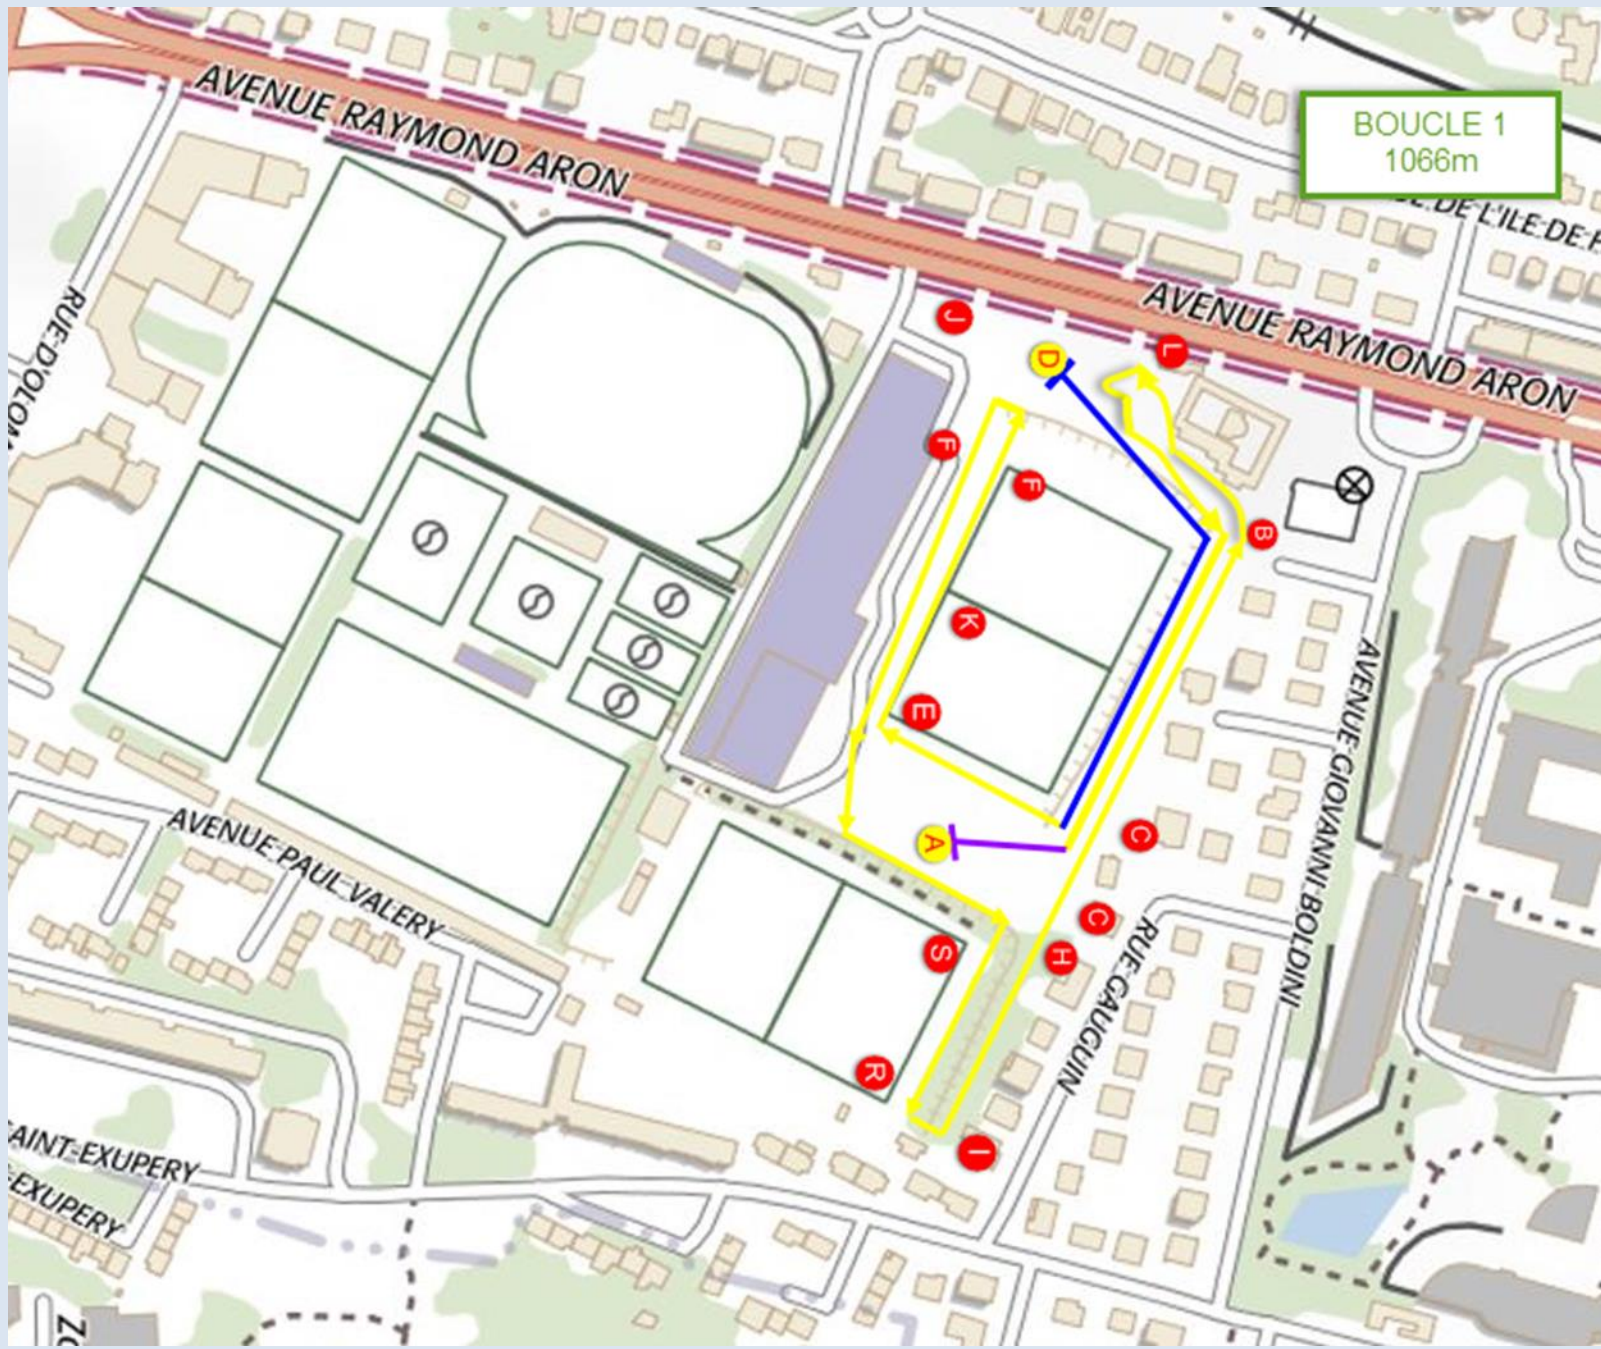 AVENUE RAYMOND ARON
BOUCLE 1
1066m
DE L'ILE DE F
AVENUE RAYMOND ARON
RUE D'OLON
J
D
L
F
F
B
K
E
AVENUE GIOVANNI BOLDINI
A
C
C
H
S
R
I
RUE GAUGUIN
AVENUE PAUL VALERY
AINT-EXUPERY
-EXUPERY